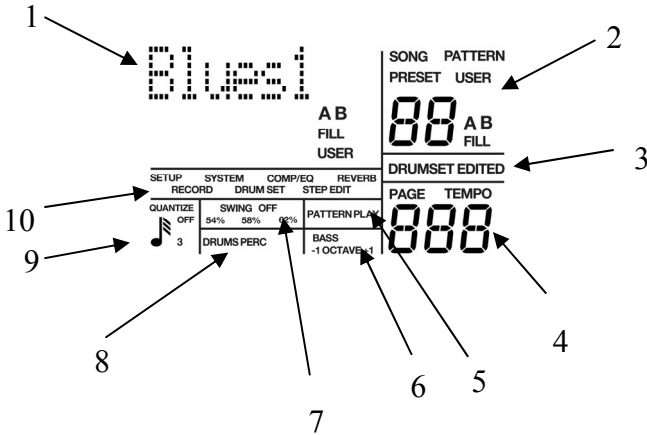 1
Blues1
A B
FILL
USER
SONG PATTERN
PRESET USER
88 A B
FILL
2
DRUMSET EDITED
3
SETUP SYSTEM COMP/EQ REVERB
RECORD DRUM SET STEP EDIT
10
PAGE TEMPO
888
4
QUANTIZE
OFF
3
9
SWING OFF
54% 58% 62%
7
PATTERN PLAY
5
DRUMS PERC
8
BASS
-1 OCTAVE +1
6